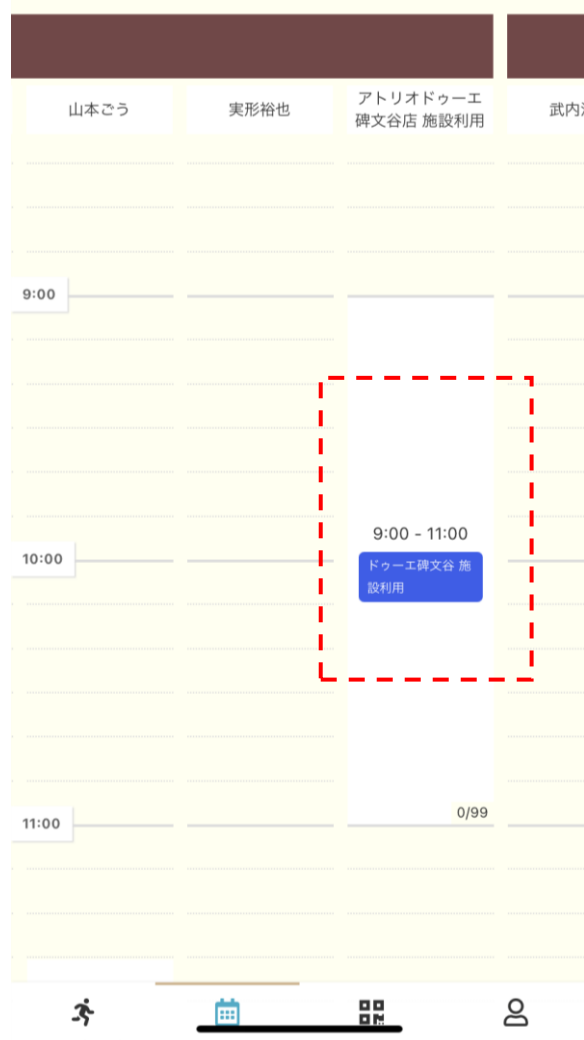 山本ごう
実形裕也
アトリオドゥーエ
碑文谷店 施設利用
武内
9:00
9:00 - 11:00
10:00
ドゥーエ碑文谷 施
設利用
0/99
11:00